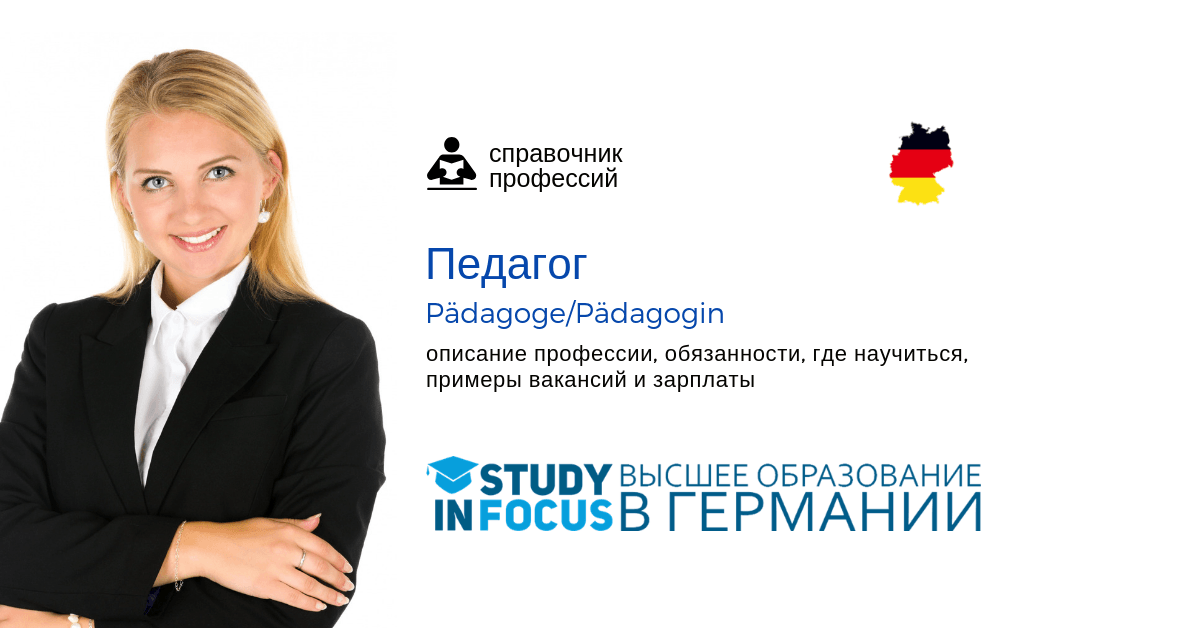 справочник
профессий
Педагог
Pädagoge/Pädagogin
описание профессии, обязанности, где научиться,
примеры вакансий и зарплаты
STUDY
IN FOCUS
ВЫСШЕЕ ОБРАЗОВАНИЕ
В ГЕРМАНИИ